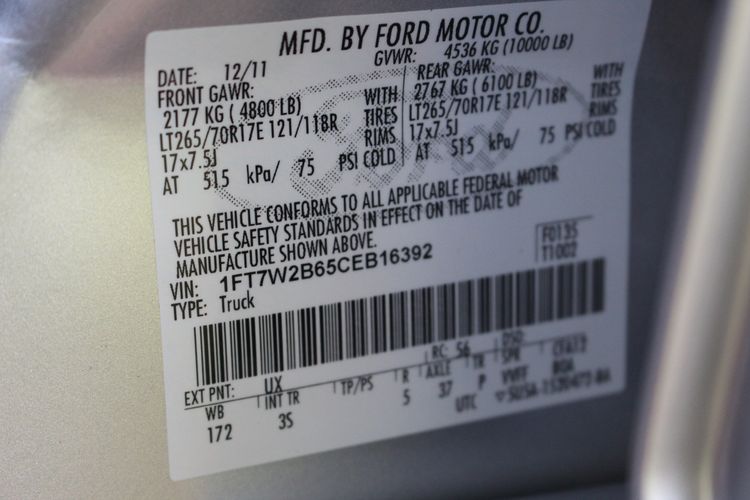 MFD. BY FORD MOTOR CO.
DATE: 12/11 GVWR: 4536 KG (10000 LB)
FRONT GAWR: REAR GAWR:
2177 KG ( 4800 LB) WITH 2767 KG ( 6100 LB) WITH
LT265/70R17E 121/118R TIRES LT265/70R17E 121/118R TIRES
17x7.5J RIMS 17x7.5J RIMS
AT 515 kPa/ 75 PSI COLD AT 515 kPa/ 75 PSI COLD
THIS VEHICLE CONFORMS TO ALL APPLICABLE FEDERAL MOTOR
VEHICLE SAFETY STANDARDS IN EFFECT ON THE DATE OF
MANUFACTURE SHOWN ABOVE.
F0135
VIN: 1FT7W2B65CEB16392 T1002
TYPE: Truck
EXT PNT: UX RC: 56 DSO:
WB INT TR TP/PS R AXLE TR SPR
172 3S 5 37 P
UTC